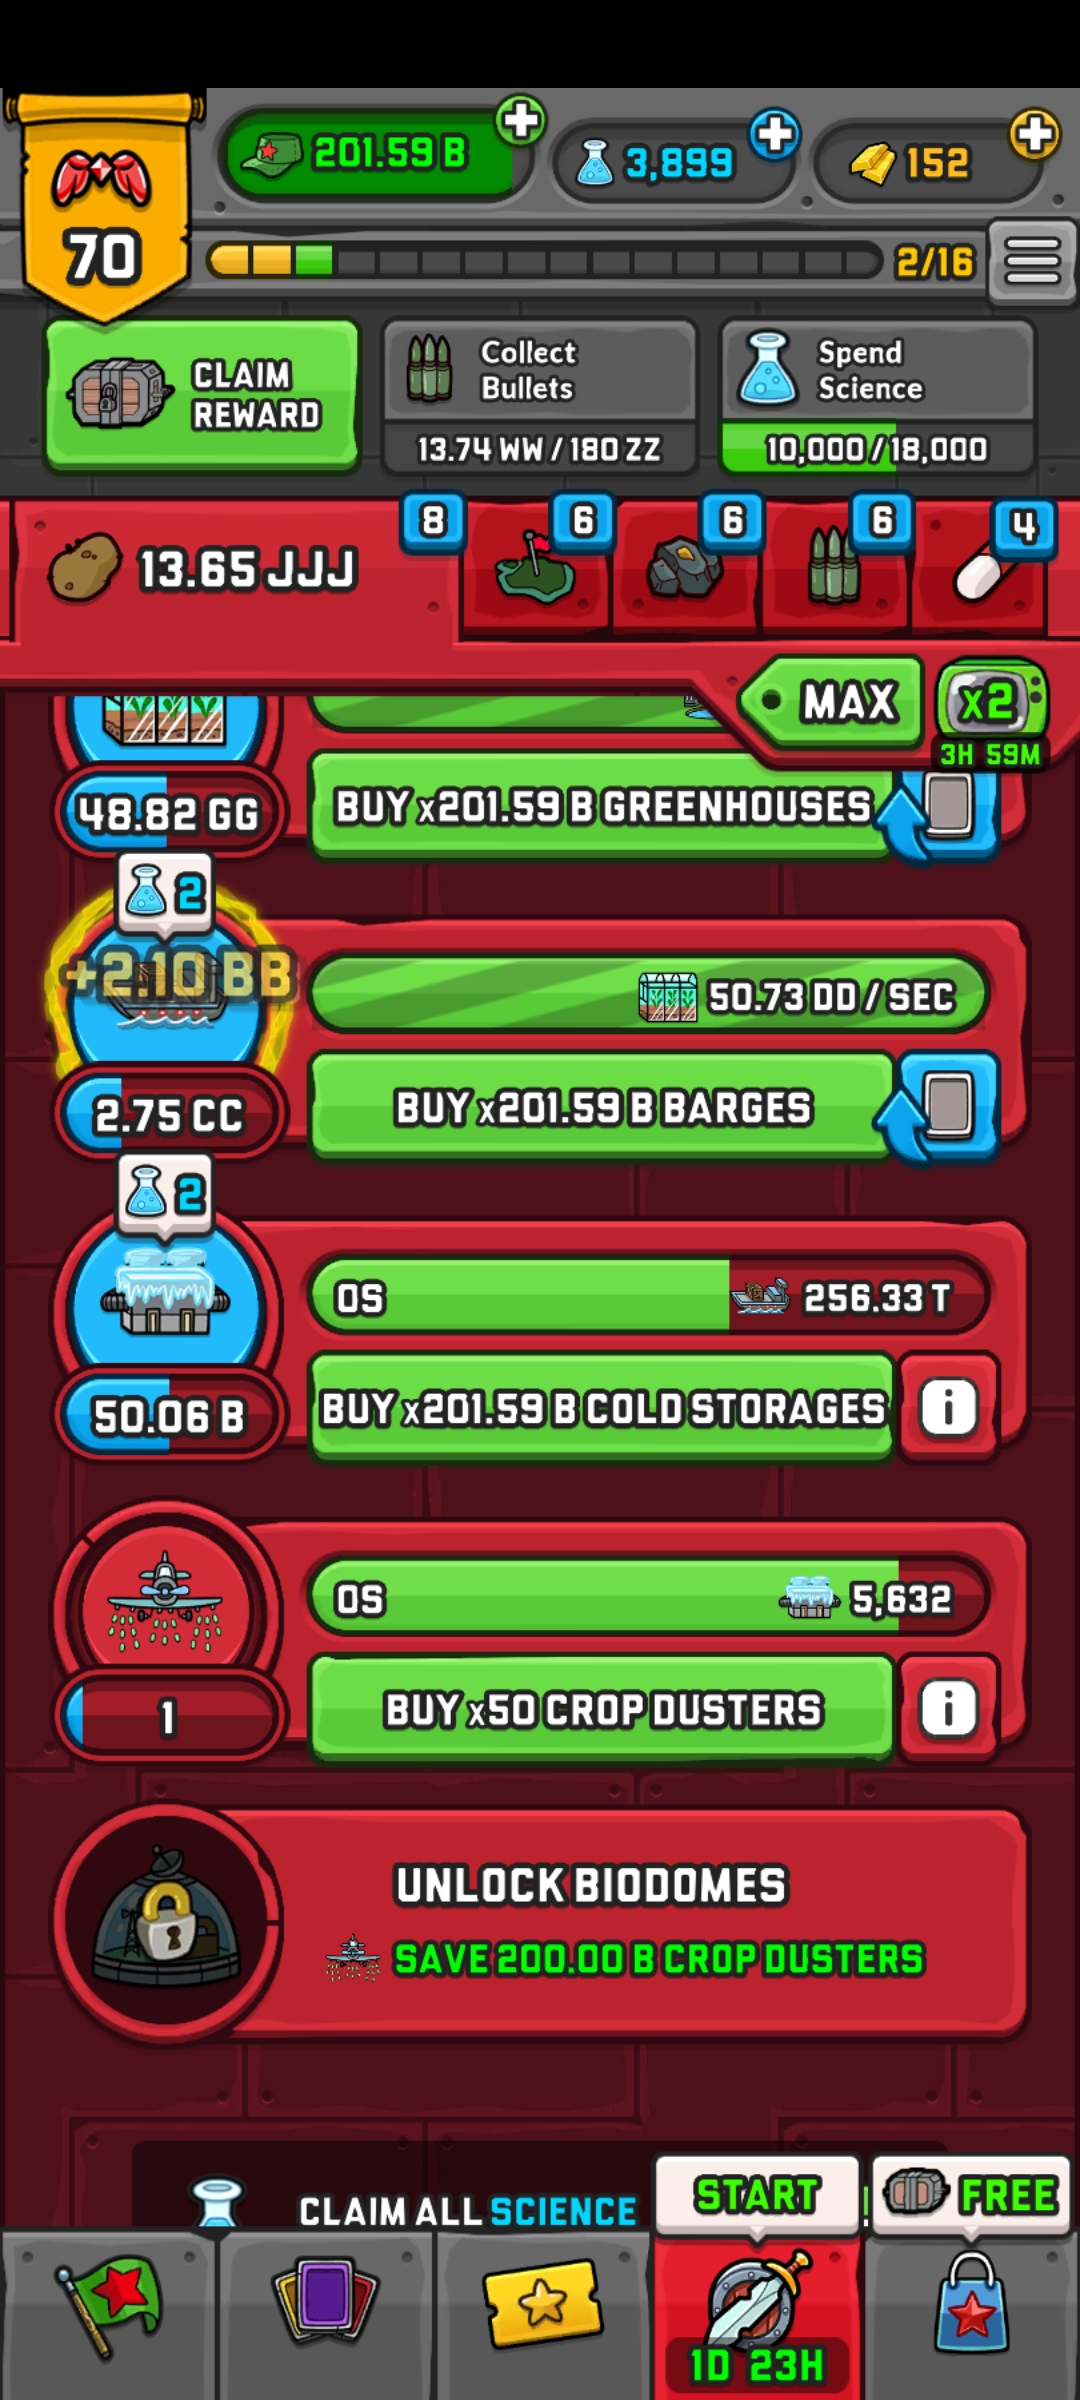 201.59 B
3,899
152
70
2/16
CLAIM
REWARD
Collect
Bullets
13.74 WW / 180 ZZ
Spend
Science
10,000 / 18,000
13.65 JJJ
8
6
6
6
4
MAX
x2
3H 59M
48.82 GG
BUY x201.59 B GREENHOUSES
2
+2.10 BB
50.73 DD / SEC
2.75 CC
BUY x201.59 B BARGES
2
0S
256.33 T
50.06 B
BUY x201.59 B COLD STORAGES
i
0S
5,632
1
BUY x50 CROP DUSTERS
i
UNLOCK BIODOMES
SAVE 200.00 B CROP DUSTERS
CLAIM ALL SCIENCE
START
FREE
1D 23H